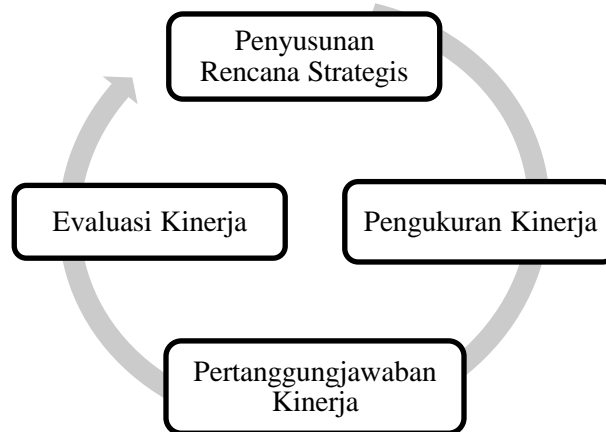 Penyusunan
Rencana Strategis
Evaluasi Kinerja
Pengukuran Kinerja
Pertanggungjawaban
Kinerja